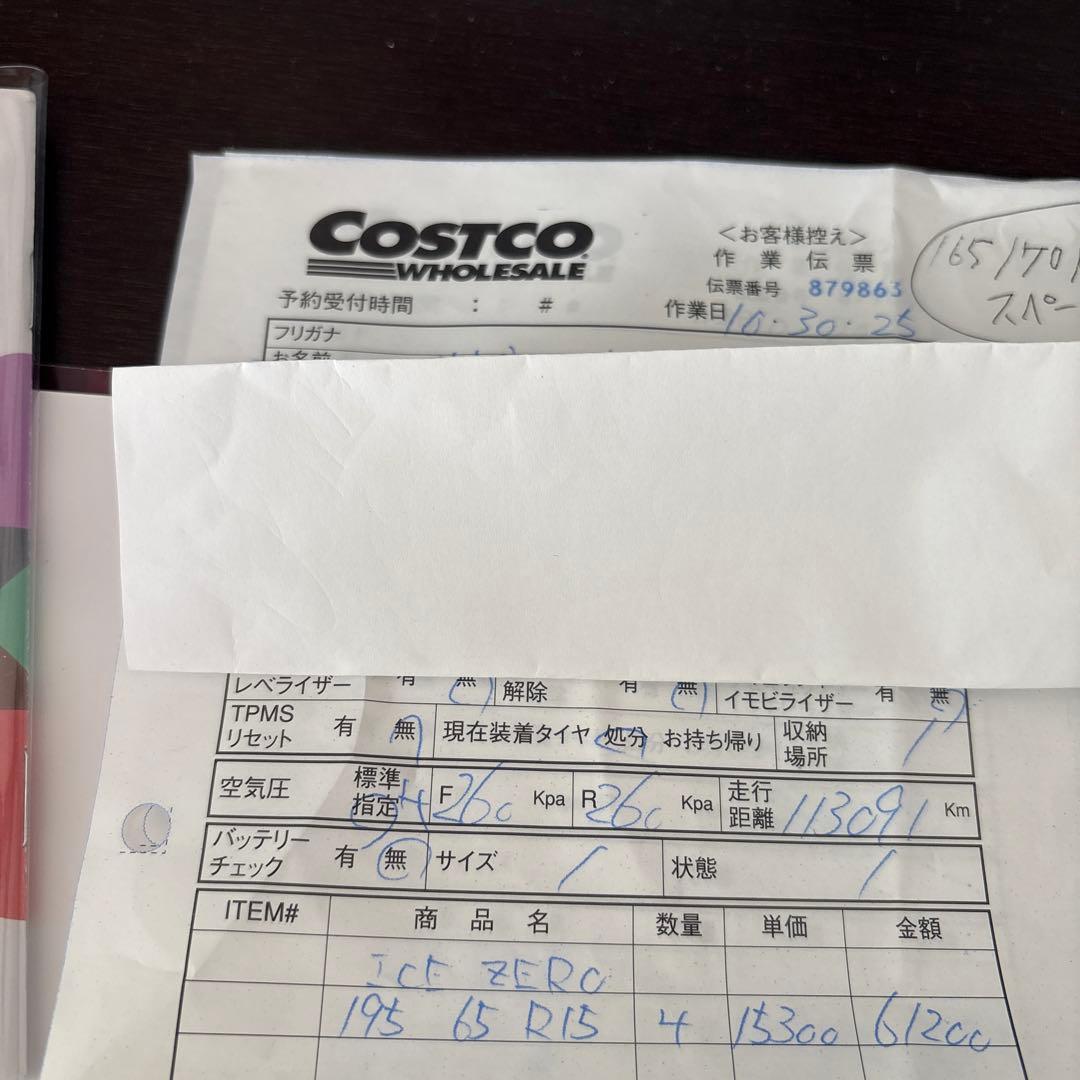 COSTCO
WHOLESALE
<お客様控え>
作業伝票
伝票番号 879863
165/70
スペー
予約受付時間 : #
作業日 10・30・25
フリガナ
お名前
レベライザー 有 無 解除 有 無 イモビライザー 有 無
TPMS リセット 有 無 現在装着タイヤ 処分 お持ち帰り 収納場所 /
空気圧 標準 指定 F 260 Kpa R 260 Kpa 走行距離 113091 Km
バッテリーチェック 有 無 サイズ / 状態 /
ITEM# 商品名 数量 単価 金額
ICE ZERO
195 65 R15 4 15300 61200